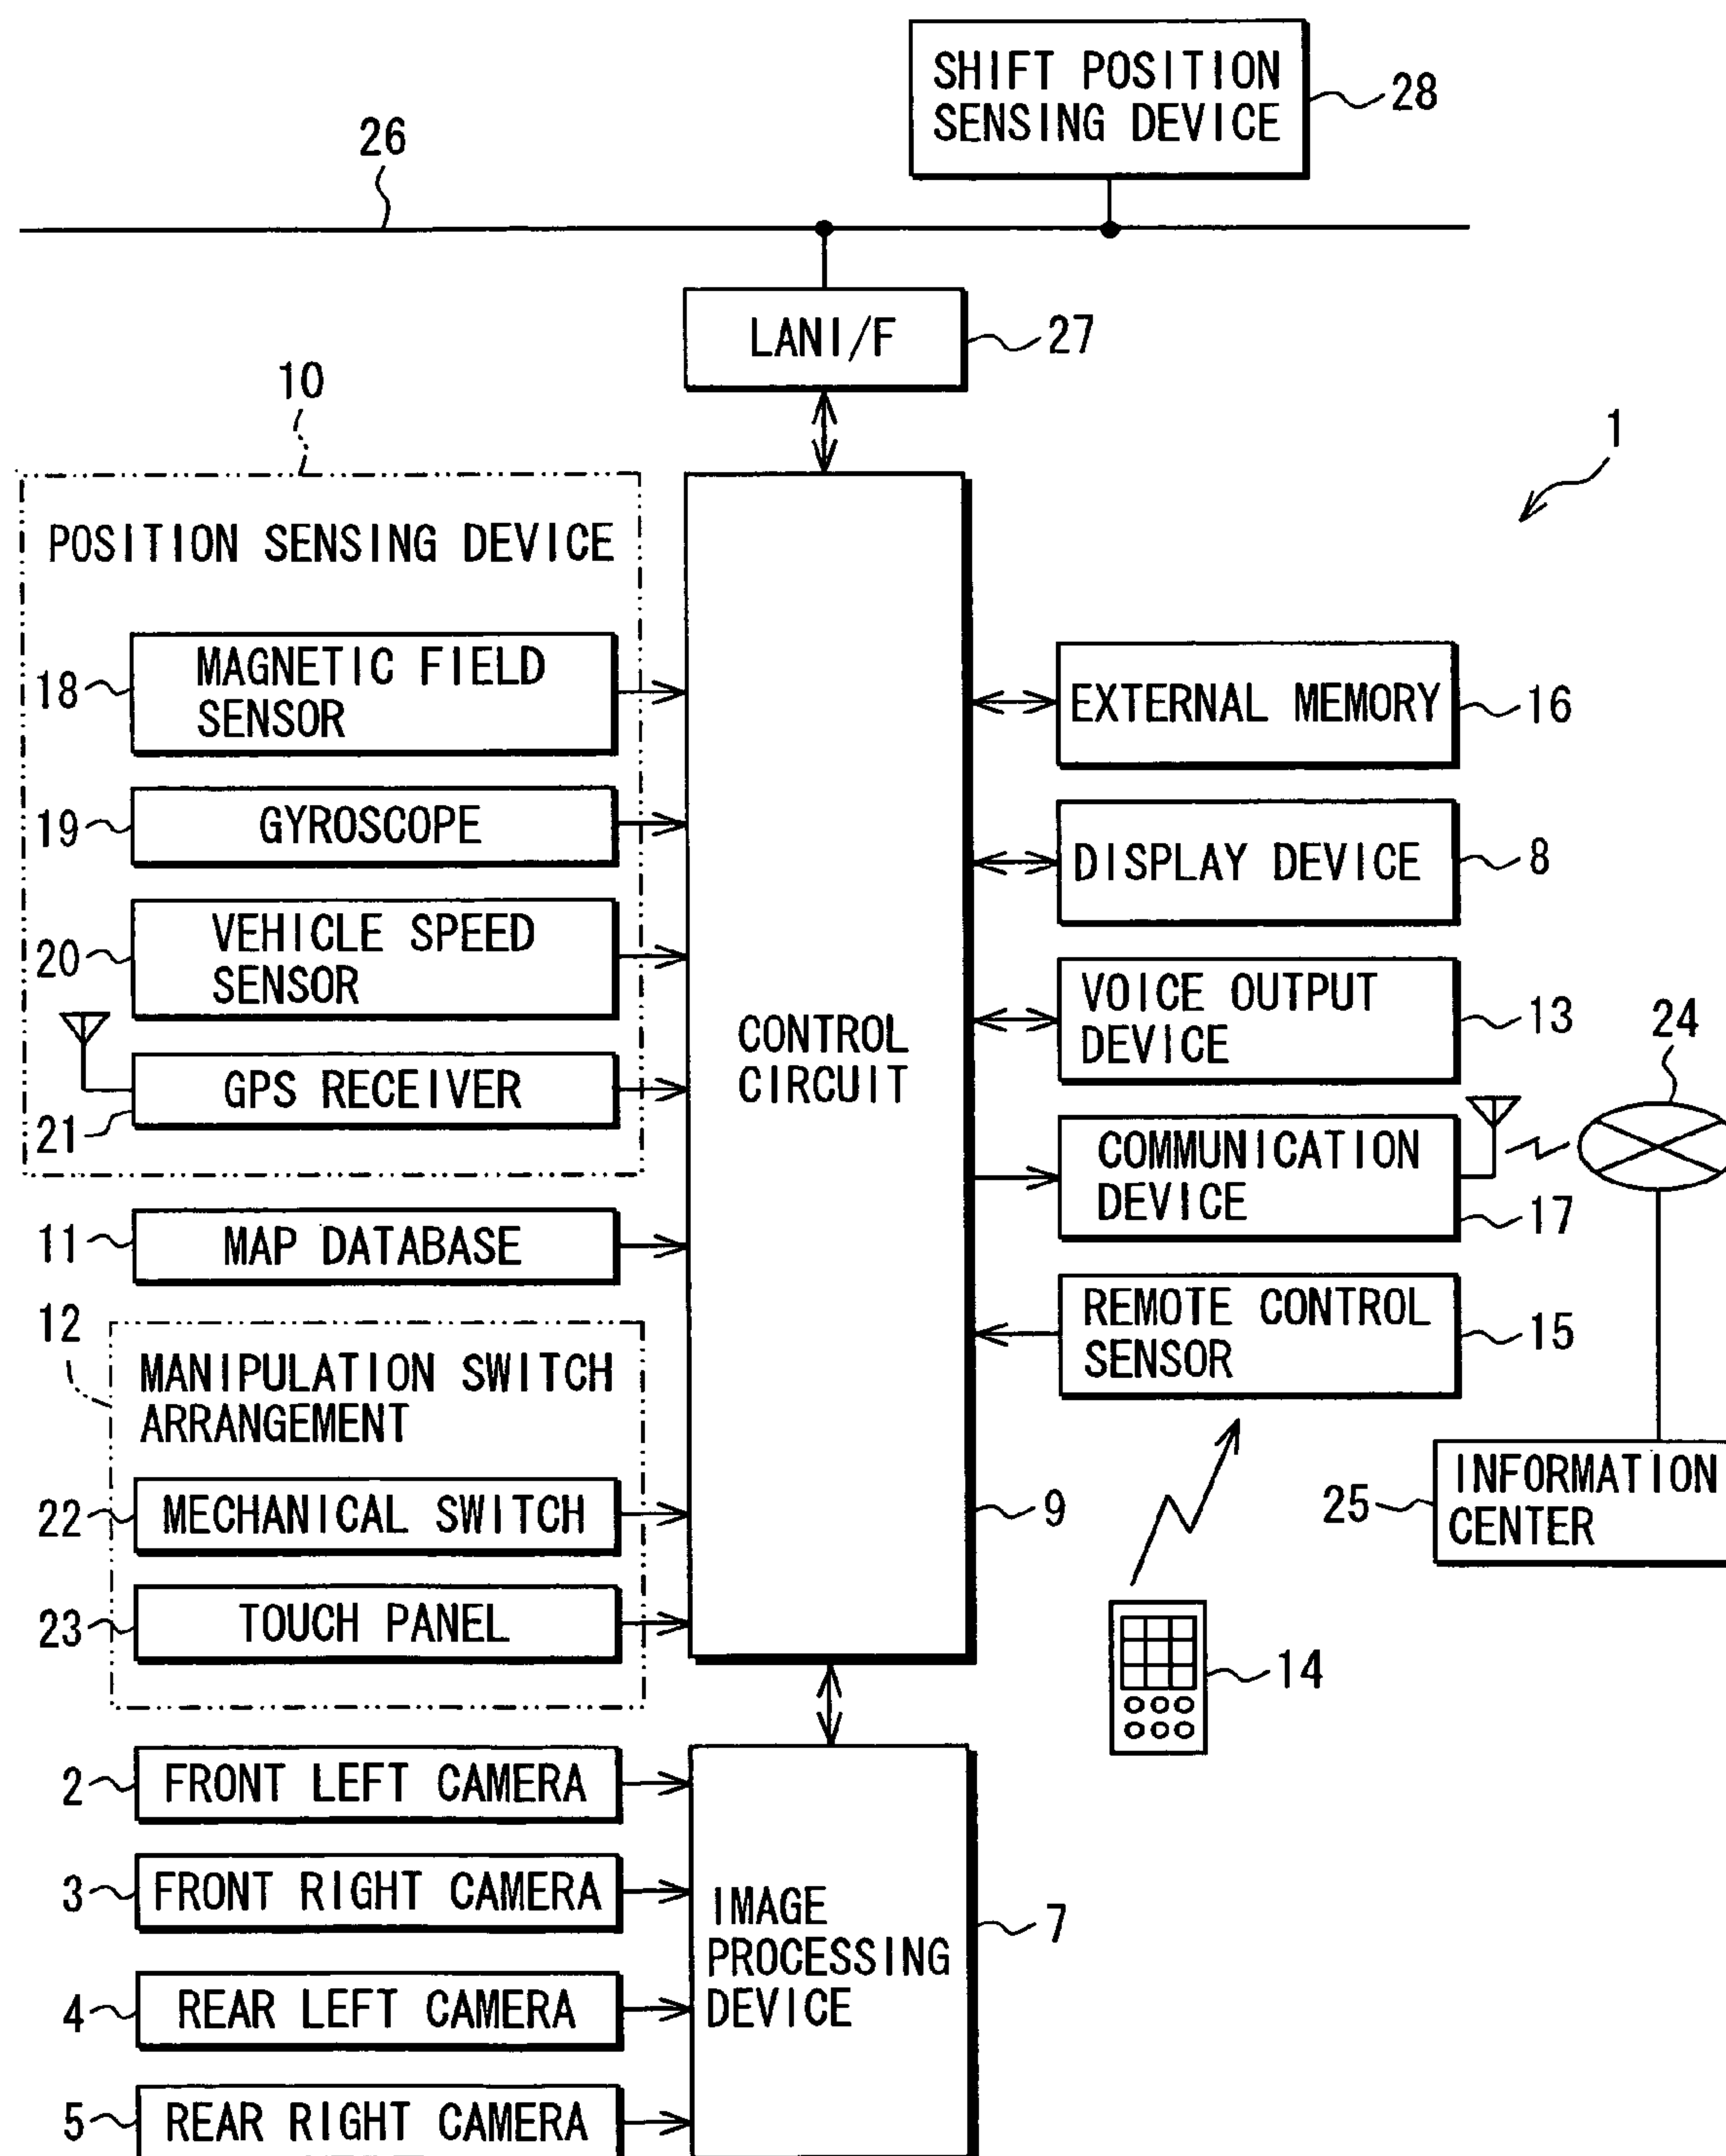 SHIFT POSITION
SENSING DEVICE
28
26
LANI/F
27
10
1
POSITION SENSING DEVICE
18
MAGNETIC FIELD
SENSOR
19
GYROSCOPE
20
VEHICLE SPEED
SENSOR
21
GPS RECEIVER
11
MAP DATABASE
12
MANIPULATION SWITCH
ARRANGEMENT
22
MECHANICAL SWITCH
23
TOUCH PANEL
CONTROL
CIRCUIT
9
EXTERNAL MEMORY
16
DISPLAY DEVICE
8
VOICE OUTPUT
DEVICE
13
COMMUNICATION
DEVICE
17
24
REMOTE CONTROL
SENSOR
15
25
INFORMATION
CENTER
14
2
FRONT LEFT CAMERA
3
FRONT RIGHT CAMERA
4
REAR LEFT CAMERA
5
REAR RIGHT CAMERA
IMAGE
PROCESSING
DEVICE
7